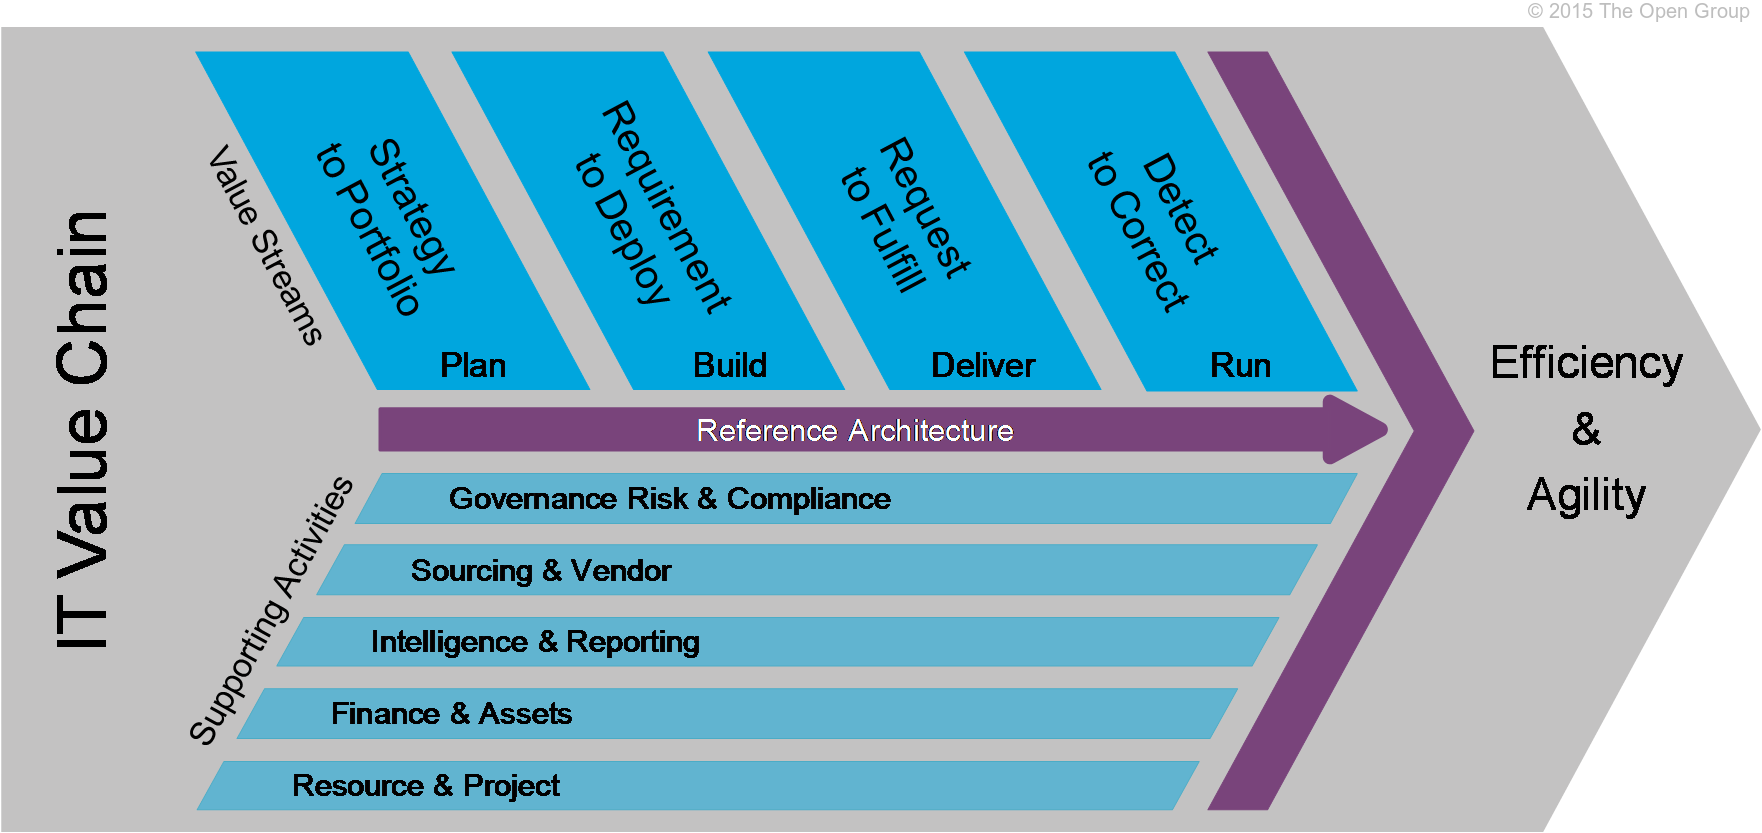 © 2015 The Open Group
IT Value Chain
Value Streams
Strategy
to Portfolio
Plan
Requirement
to Deploy
Build
Request
to Fulfill
Deliver
Detect
to Correct
Run
Reference Architecture
Supporting Activities
Governance Risk & Compliance
Sourcing & Vendor
Intelligence & Reporting
Finance & Assets
Resource & Project
Efficiency
&
Agility